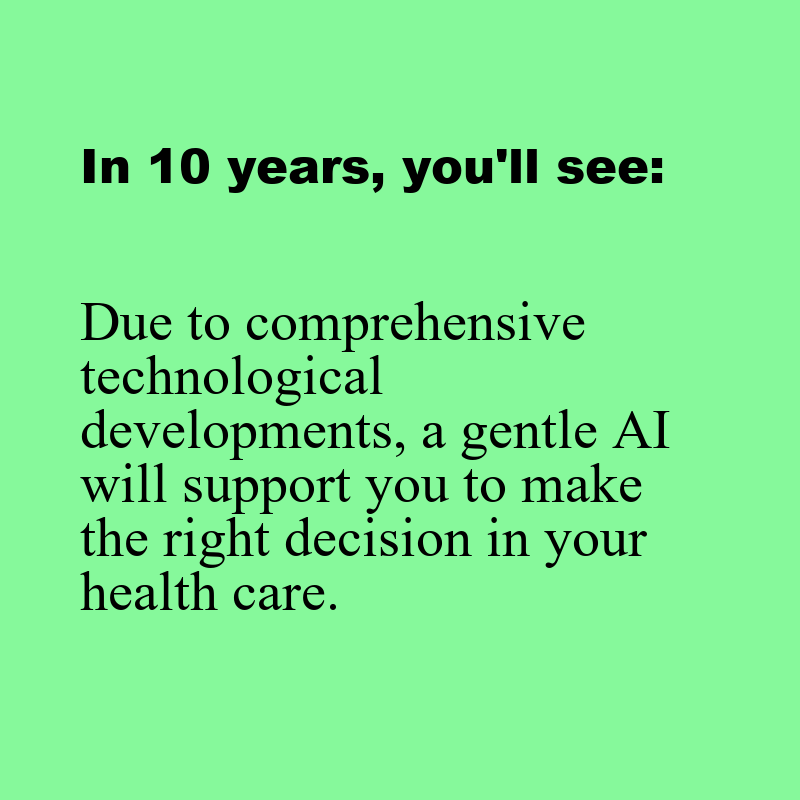 In 10 years, you'll see:
Due to comprehensive
technological
developments, a gentle AI
will support you to make
the right decision in your
health care.